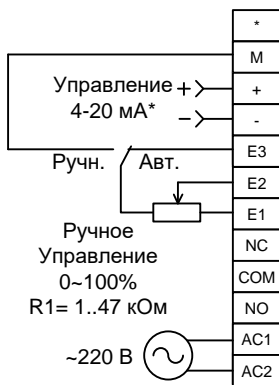 *
M
Управление
4-20 мА*
+
-
+
-
Ручн.
Авт.
E3
E2
E1
Ручное
Управление
0~100%
R1= 1..47 кОм
NC
COM
NO
~220 В
AC1
AC2